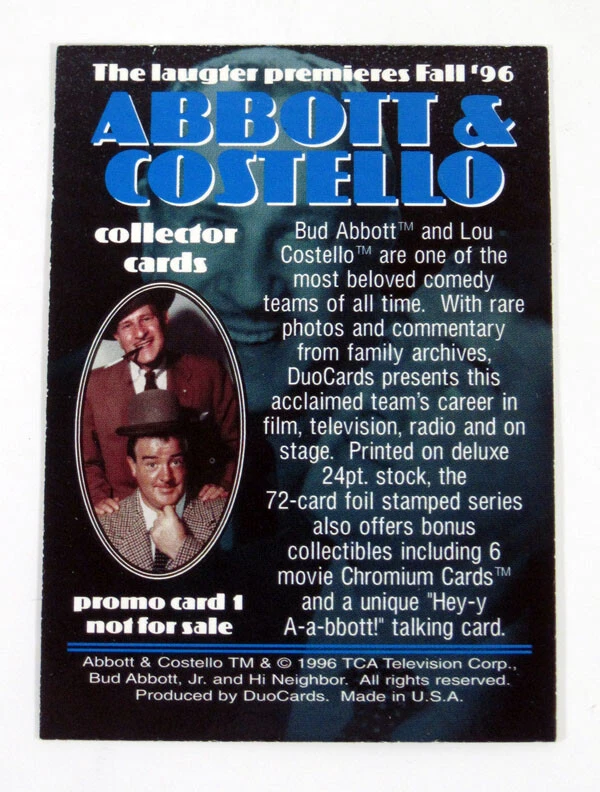 The laugter premieres Fall '96
ABBOTT &
COSTELLO
collector
cards
Bud Abbott™ and Lou
Costello™ are one of the
most beloved comedy
teams of all time. With rare
photos and commentary
from family archives,
DuoCards presents this
acclaimed team's career in
film, television, radio and on
stage. Printed on deluxe
24pt. stock, the
72-card foil stamped series
also offers bonus
collectibles including 6
movie Chromium Cards™
and a unique "Hey-y
A-a-bbott!" talking card.
promo card 1
not for sale
Abbott & Costello TM & © 1996 TCA Television Corp.,
Bud Abbott, Jr. and Hi Neighbor. All rights reserved.
Produced by DuoCards. Made in U.S.A.